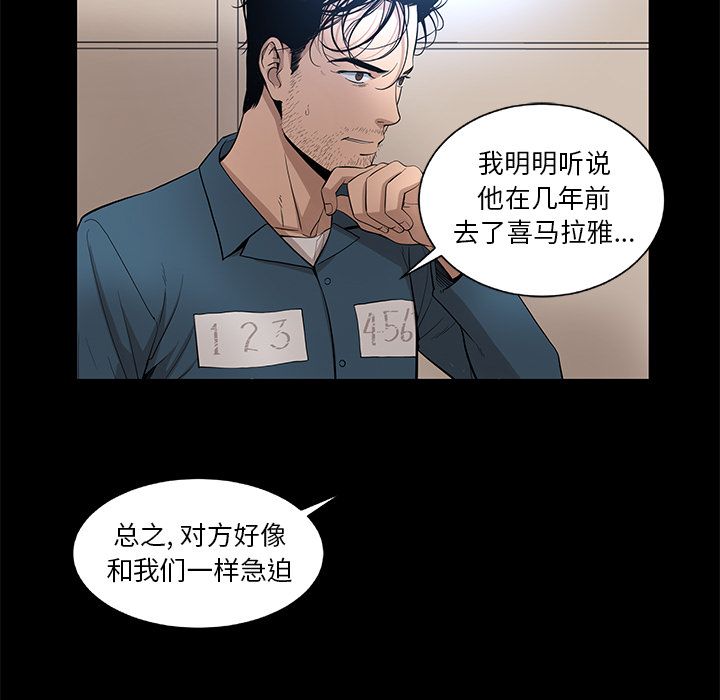 我明明听说
他在几年前
去了喜马拉雅...
123
456
总之, 对方好像
和我们一样急迫